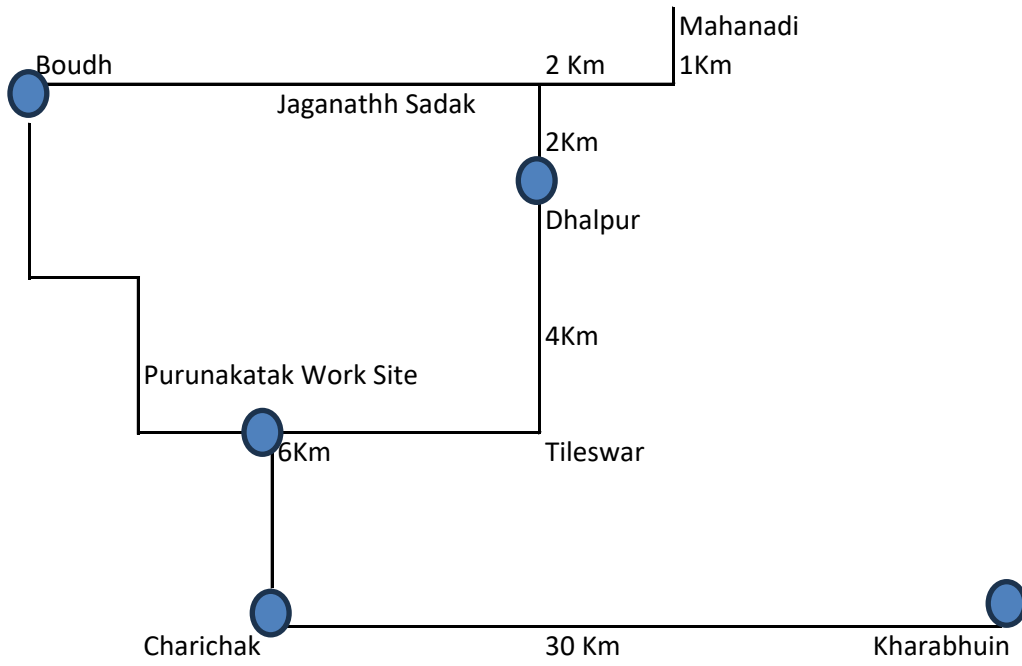 Mahanadi
Boudh
2 Km
1Km
Jaganathh Sadak
2Km
Dhalpur
4Km
Purunakatak Work Site
6Km
Tileswar
Charichak
30 Km
Kharabhuin